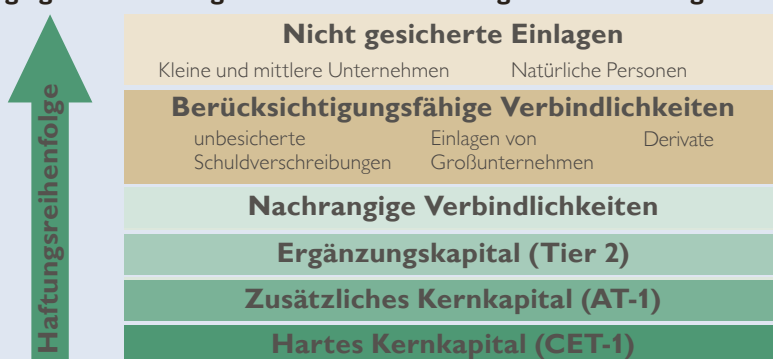 Nicht gesicherte Einlagen
Kleine und mittlere Unternehmen Natürliche Personen
Berücksichtigungsfähige Verbindlichkeiten
unbesicherte Schuldverschreibungen
Einlagen von Großunternehmen
Derivate
Nachrangige Verbindlichkeiten
Ergänzungskapital (Tier 2)
Zusätzliches Kernkapital (AT-1)
Hartes Kernkapital (CET-1)
Haftungsreihenfolge